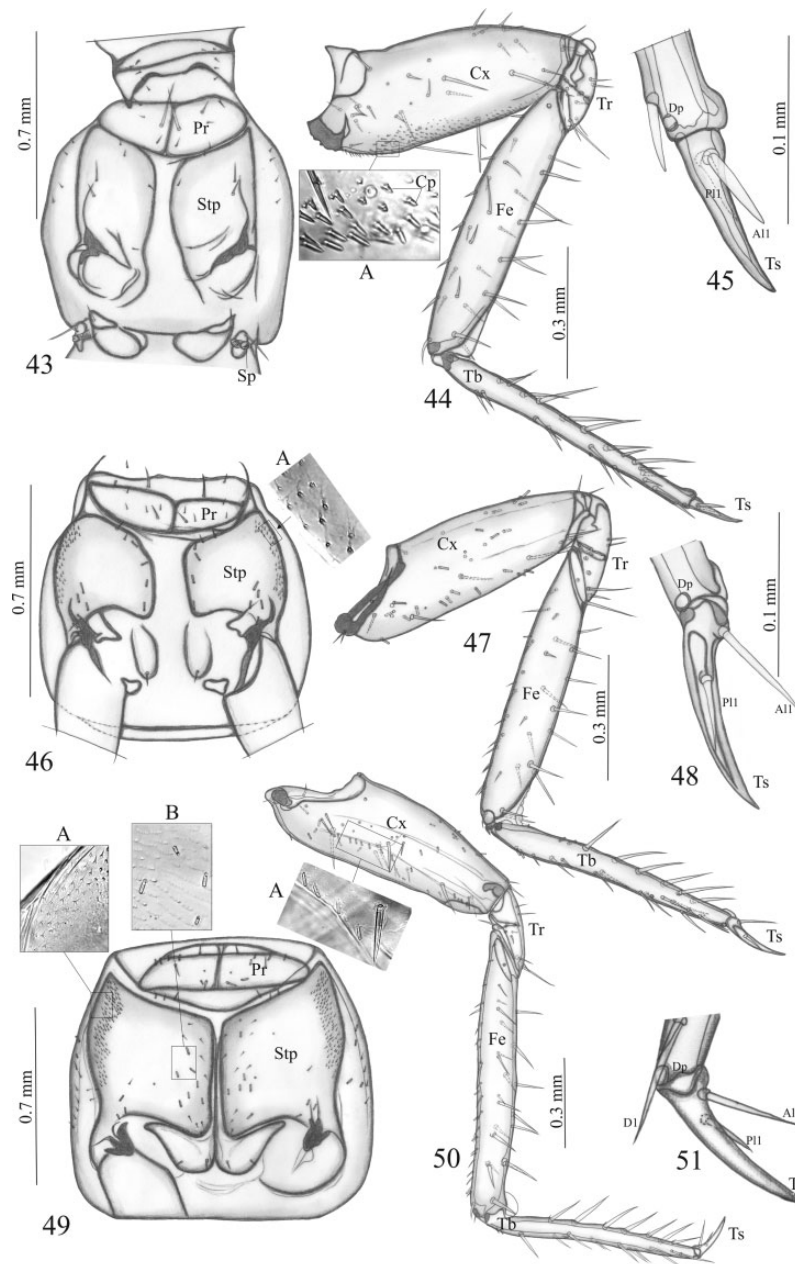 0.7 mm
Pr
Stp
Sp
43
Cx
Tr
Cp
A
Fe
0.3 mm
Tb
44
Ts
Dp
0.1 mm
Pl1
Al1
Ts
45
A
Pr
Stp
0.7 mm
46
Cx
Tr
47
Fe
0.3 mm
Tb
Ts
Dp
0.1 mm
Pl1
Al1
48
Ts
A
B
Pr
Stp
0.7 mm
49
Cx
A
Tr
Fe
0.3 mm
50
Tb
Ts
Dp
D1
Pl1
51